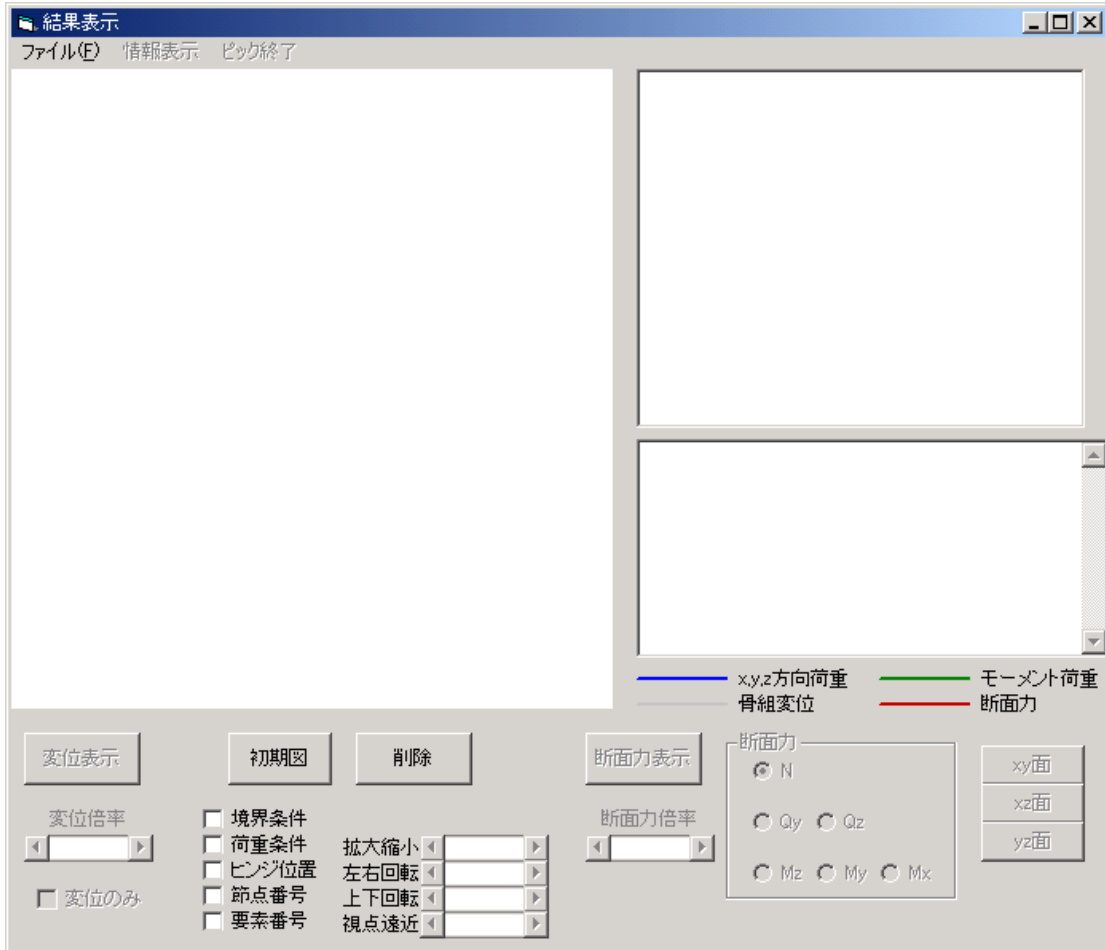 結果表示
ファイル(F) 情報表示 ピック終了
x,y,z方向荷重 モーメント荷重
骨組変位 断面力
変位表示 初期図 削除 断面力表示 断面力 xy面
N
xz面
変位倍率 境界条件 断面力倍率 Qy Qz
荷重条件 拡大縮小 yz面
ヒンジ位置 左右回転 Mz My Mx
変位のみ 節点番号 上下回転
要素番号 視点遠近